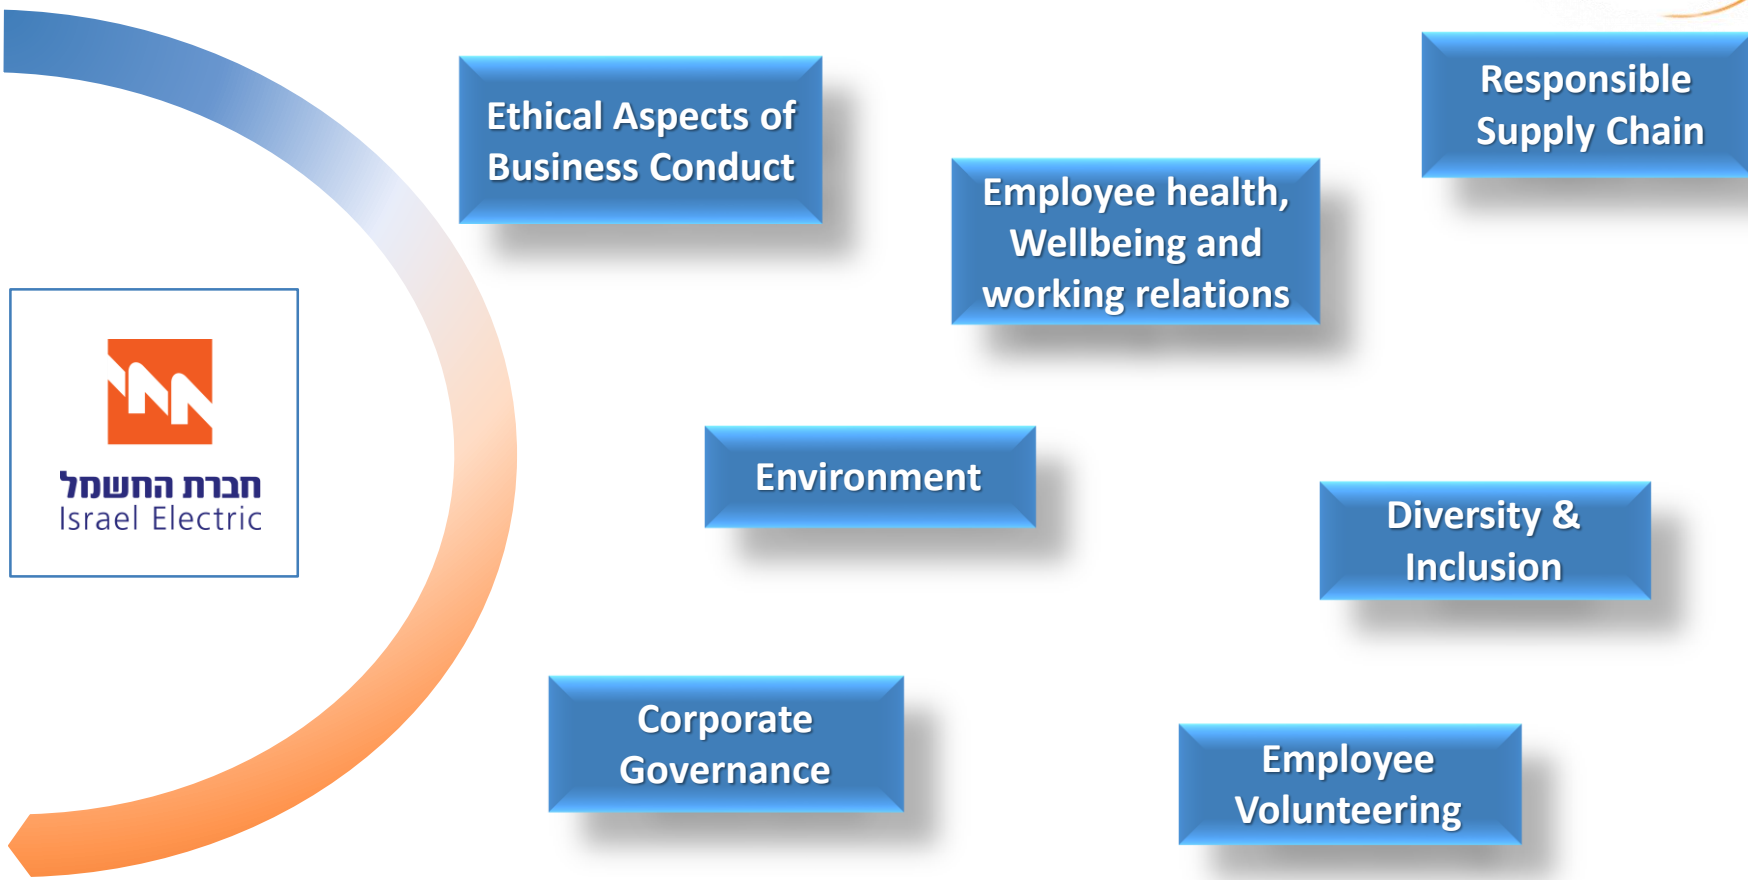 Ethical Aspects of
Business Conduct
Responsible
Supply Chain
Employee health,
Wellbeing and
working relations
חברת החשמל
Israel Electric
Environment
Diversity &
Inclusion
Corporate
Governance
Employee
Volunteering